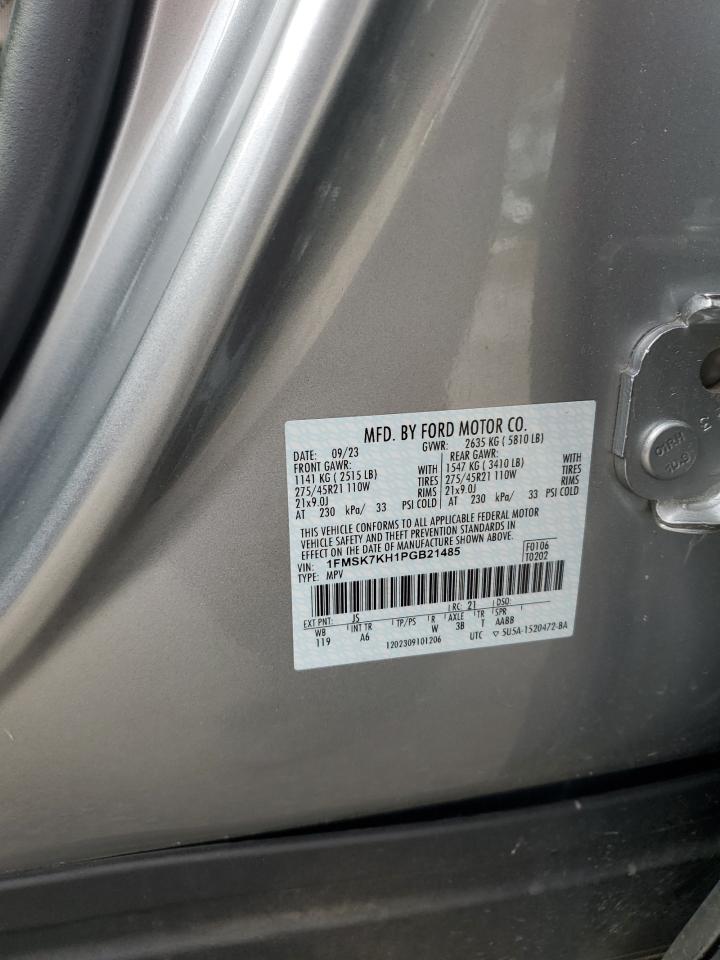 MFD. BY FORD MOTOR CO.
DATE: 09/23 GVWR: 2635 KG ( 5810 LB)
FRONT GAWR: REAR GAWR:
1141 KG ( 2515 LB) WITH 1547 KG ( 3410 LB) WITH
275/45R21 110W TIRES 275/45R21 110W TIRES
21x9.0J RIMS 21x9.0J RIMS
AT 230 kPa/ 33 PSI COLD AT 230 kPa/ 33 PSI COLD
THIS VEHICLE CONFORMS TO ALL APPLICABLE FEDERAL MOTOR
VEHICLE SAFETY AND THEFT PREVENTION STANDARDS IN
EFFECT ON THE DATE OF MANUFACTURE SHOWN ABOVE.
VIN: 1FMSK7KH1PGB21485 F0106
TYPE: MPV T0202
EXT PNT: JS RC: 21 DSO:
WB INT TR TP/PS R AXLE TR SPR
119 A6 W 3B T AABB
1202309101206 UTC ▽ 5U5A-1520472-BA
3